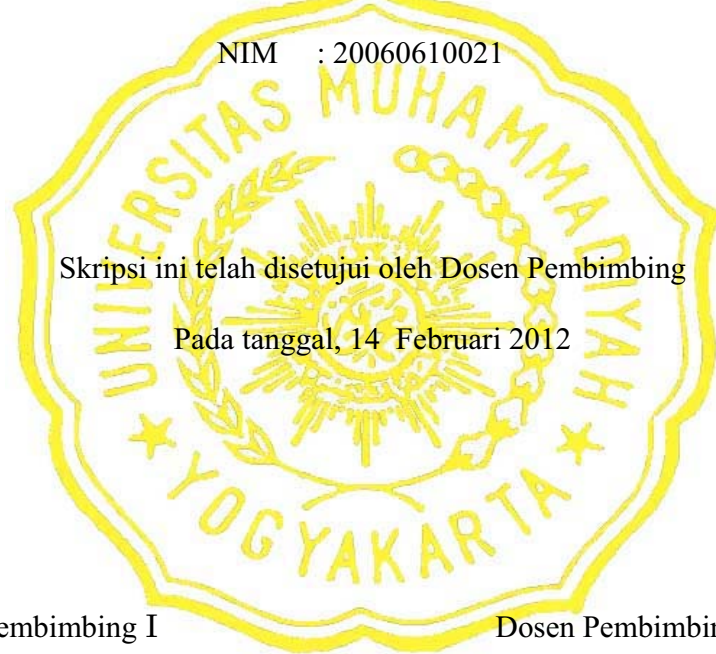 NIM : 20060610021
UNIVERSITAS MUHAMMADIYAH
Skripsi ini telah disetujui oleh Dosen Pembimbing
Pada tanggal, 14 Februari 2012
YOGYAKARTA
embimbing I Dosen Pembimbin